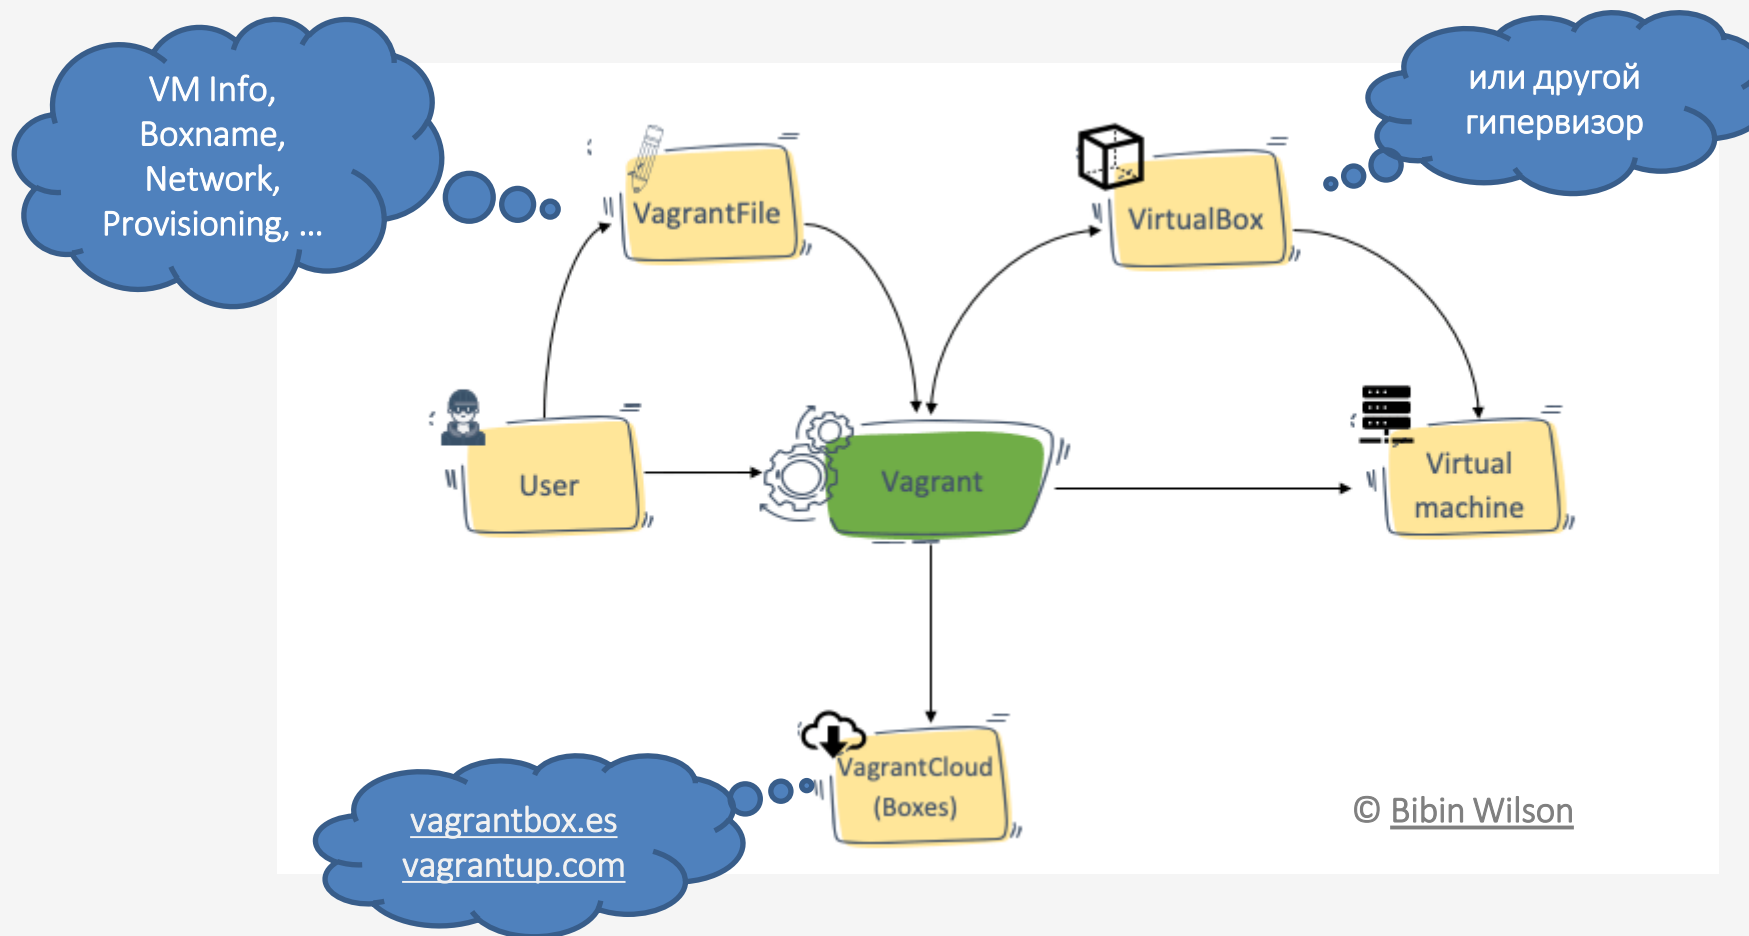 VM Info,
Boxname,
Network,
Provisioning, ...
или другой
гипервизор
VagrantFile
VirtualBox
User
Vagrant
Virtual
machine
VagrantCloud
(Boxes)
vagrantbox.es
vagrantup.com
© Bibin Wilson